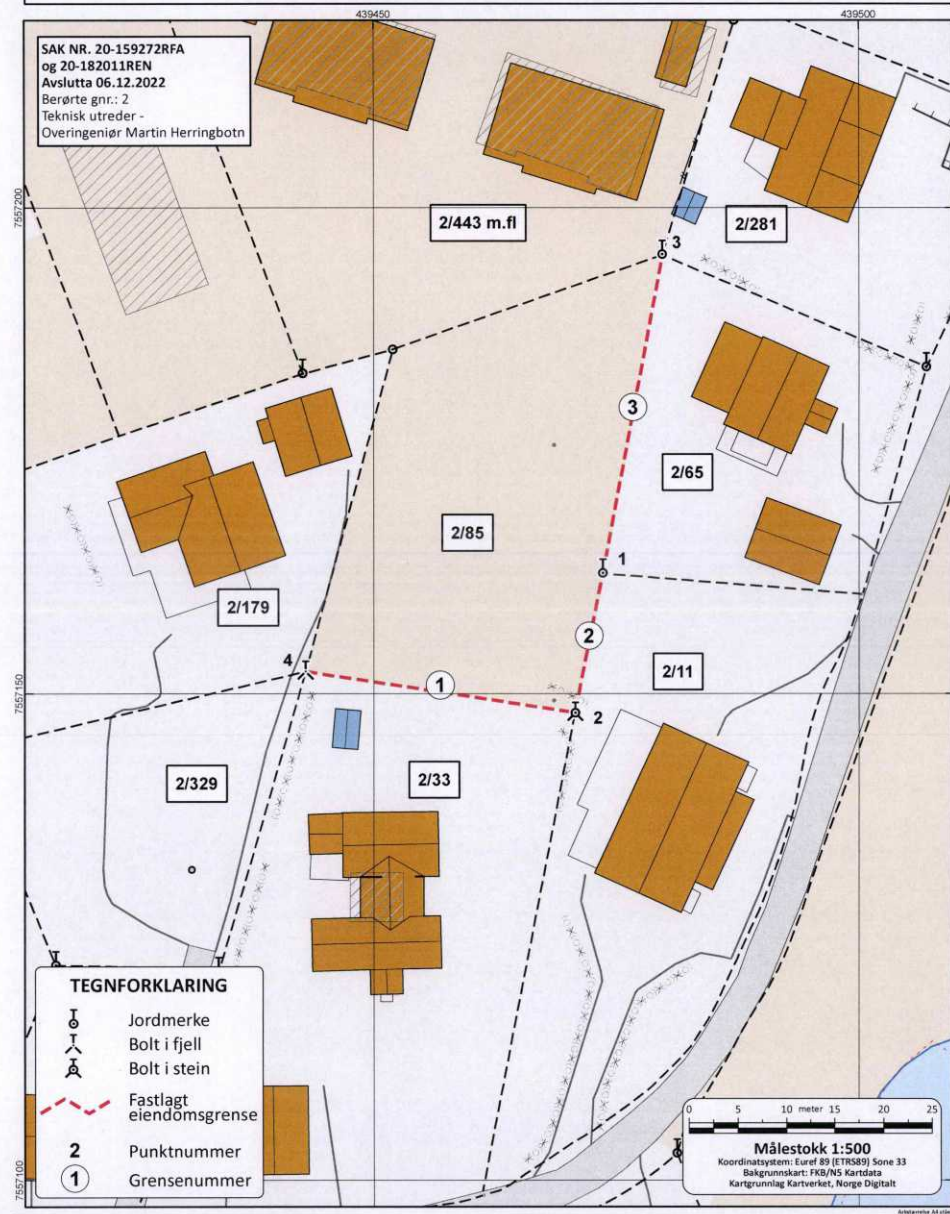 439450
439500
SAK NR. 20-159272RFA
og 20-182011REN
Avslutta 06.12.2022
Berørte gnr.: 2
Teknisk utreder -
Overingeniør Martin Herringbotn
7557200
2/443 m.fl
2/281
3
3
2/65
2/85
1
2/179
2
4
1
2/11
7557150
2
2/329
2/33
TEGNFORKLARING
Jordmerke
Bolt i fjell
Bolt i stein
Fastlagt
eiendomsgrense
2 Punktnummer
1 Grensenummer
7557100
0 5 10 meter 15 20 25
Målestokk 1:500
Koordinatsystem: Euref 89 (ETRS89) Sone 33
Bakgrunnskart: FKB/N5 Kartdata
Kartgrunnlag Kartverket, Norge Digitalt